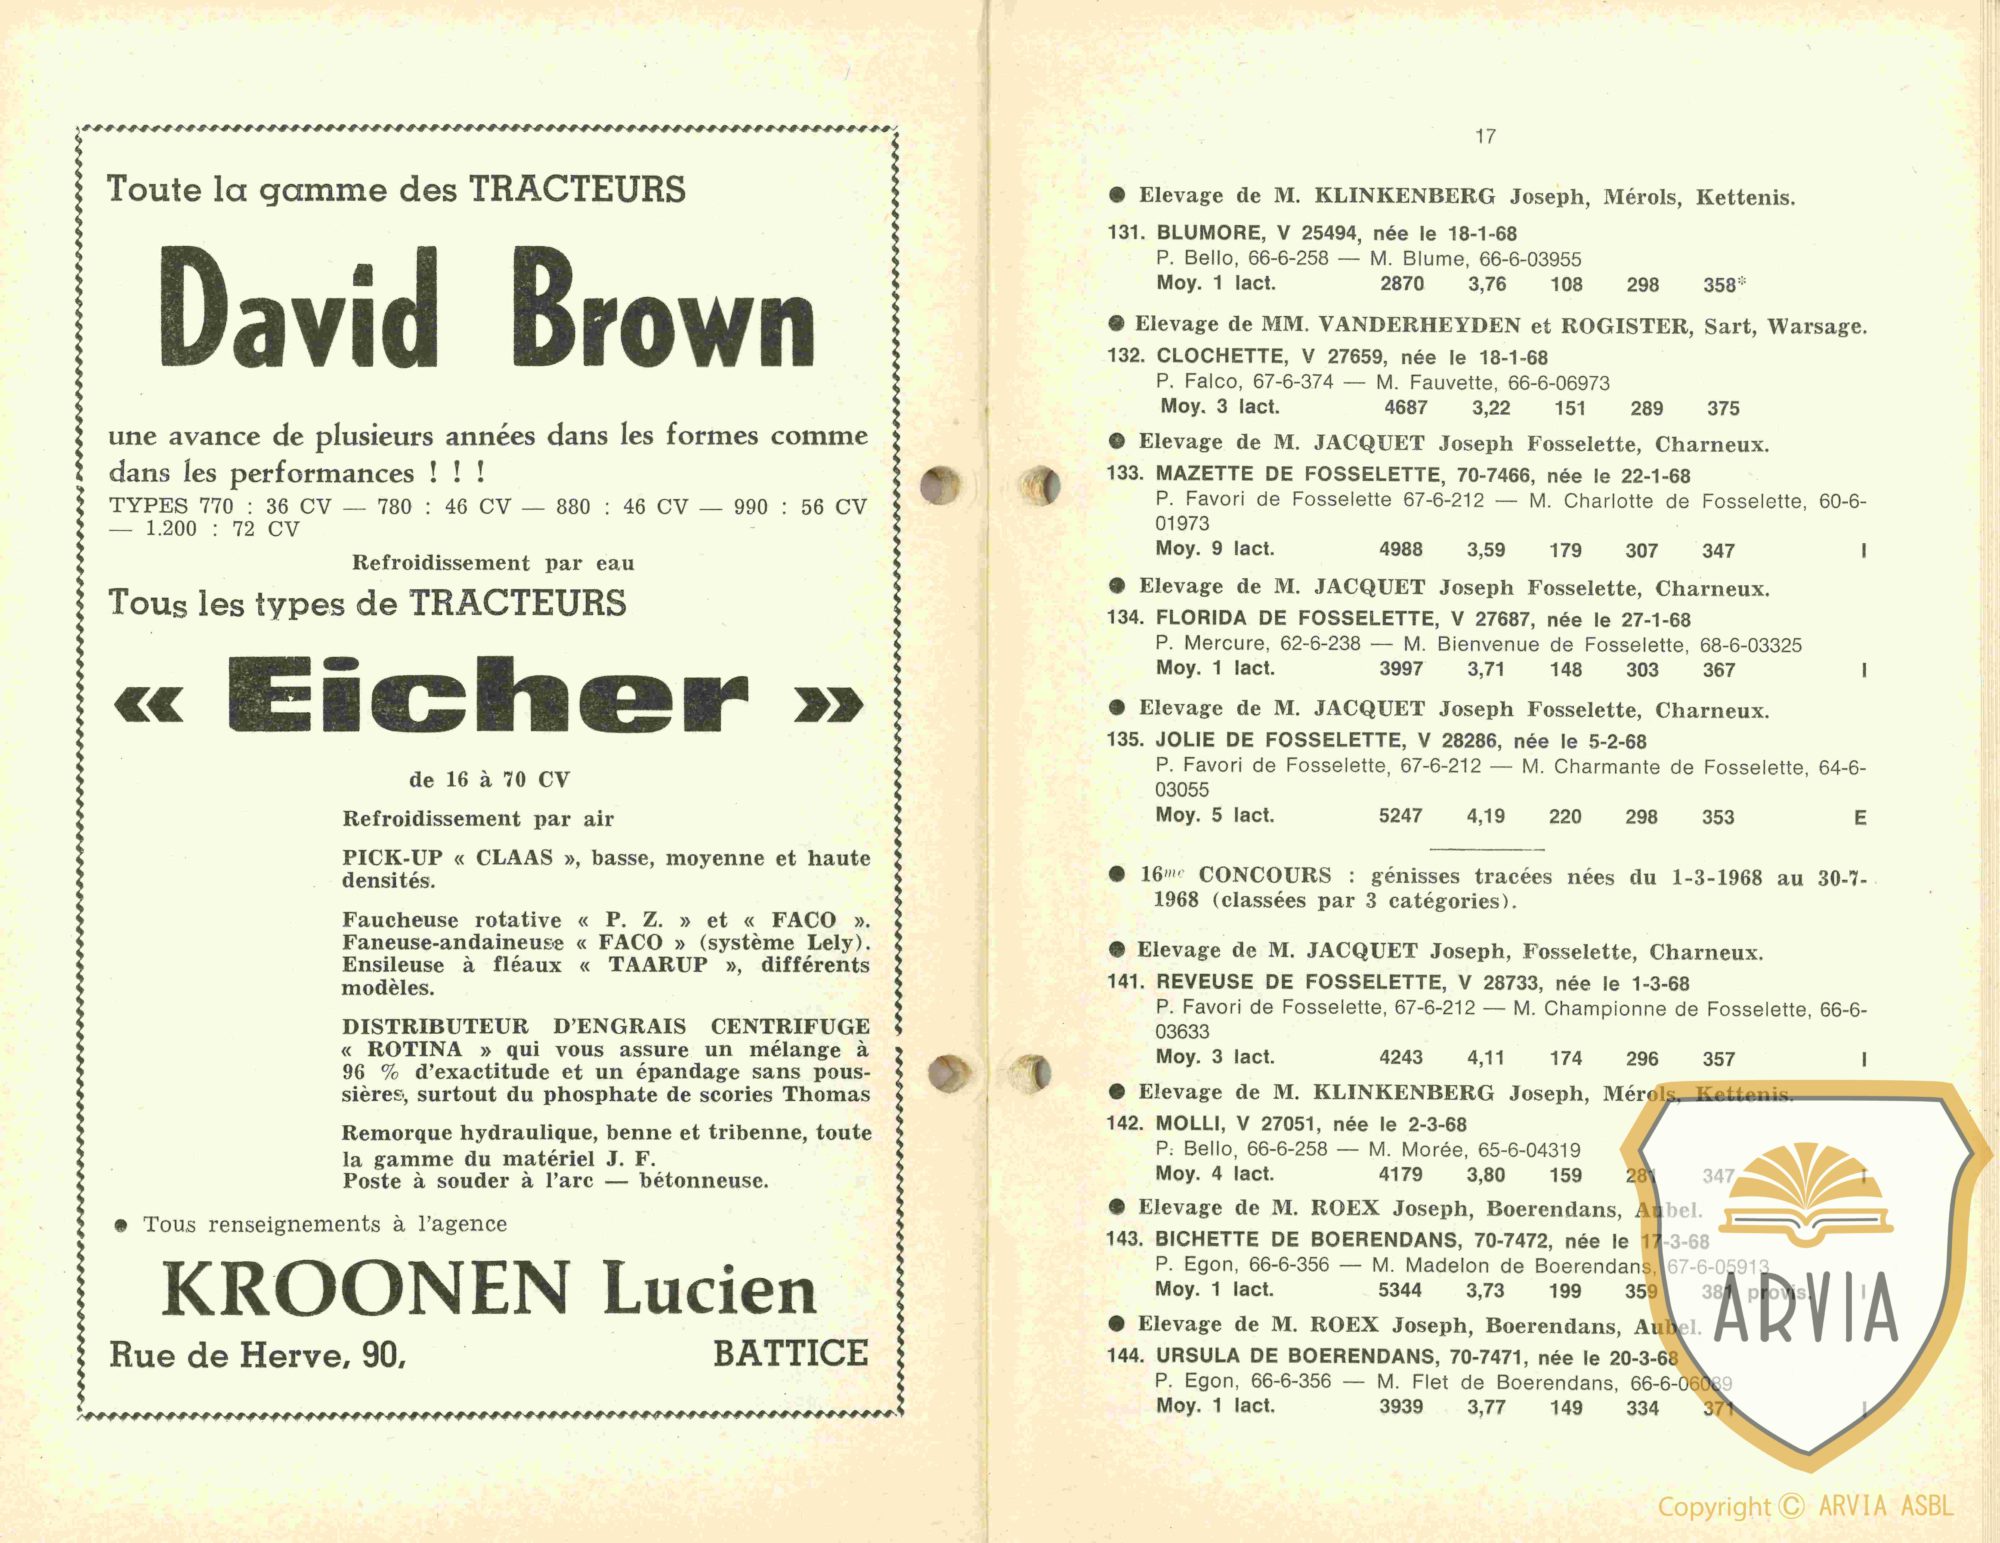 Toute la gamme des TRACTEURS
David Brown
une avance de plusieurs années dans les formes comme
dans les performances ! ! !
TYPES 770 : 36 CV — 780 : 46 CV — 880 : 46 CV — 990 : 56 CV
— 1.200 : 72 CV
Refroidissement par eau
Tous les types de TRACTEURS
« Eicher »
de 16 à 70 CV
Refroidissement par air
PICK-UP « CLAAS », basse, moyenne et haute
densités.
Faucheuse rotative « P. Z. » et « FACO ».
Faneuse-andaineuse « FACO » (système Lely).
Ensileuse à fléaux « TAARUP », différents
modèles.
DISTRIBUTEUR D'ENGRAIS CENTRIFUGE
« ROTINA » qui vous assure un mélange à
96 % d'exactitude et un épandage sans pous-
sières, surtout du phosphate de scories Thomas
Remorque hydraulique, benne et tribenne, toute
la gamme du matériel J. F.
Poste à souder à l'arc — bétonneuse.
● Tous renseignements à l'agence
KROONEN Lucien
Rue de Herve, 90, BATTICE
17
● Elevage de M. KLINKENBERG Joseph, Mérols, Kettenis.
131. BLUMORE, V 25494, née le 18-1-68
P. Bello, 66-6-258 — M. Blume, 66-6-03955
Moy. 1 lact. 2870 3,76 108 298 358*
● Elevage de MM. VANDERHEYDEN et ROGISTER, Sart, Warsage.
132. CLOCHETTE, V 27659, née le 18-1-68
P. Falco, 67-6-374 — M. Fauvette, 66-6-06973
Moy. 3 lact. 4687 3,22 151 289 375
● Elevage de M. JACQUET Joseph Fosselette, Charneux.
133. MAZETTE DE FOSSELETTE, 70-7466, née le 22-1-68
P. Favori de Fosselette 67-6-212 — M. Charlotte de Fosselette, 60-6-
01973
Moy. 9 lact. 4988 3,59 179 307 347 I
● Elevage de M. JACQUET Joseph Fosselette, Charneux.
134. FLORIDA DE FOSSELETTE, V 27687, née le 27-1-68
P. Mercure, 62-6-238 — M. Bienvenue de Fosselette, 68-6-03325
Moy. 1 lact. 3997 3,71 148 303 367 I
● Elevage de M. JACQUET Joseph Fosselette, Charneux.
135. JOLIE DE FOSSELETTE, V 28286, née le 5-2-68
P. Favori de Fosselette, 67-6-212 — M. Charmante de Fosselette, 64-6-
03055
Moy. 5 lact. 5247 4,19 220 298 353 E
● 16me CONCOURS : génisses tracées nées du 1-3-1968 au 30-7-
1968 (classées par 3 catégories).
● Elevage de M. JACQUET Joseph, Fosselette, Charneux.
141. REVEUSE DE FOSSELETTE, V 28733, née le 1-3-68
P. Favori de Fosselette, 67-6-212 — M. Championne de Fosselette, 66-6-
03633
Moy. 3 lact. 4243 4,11 174 296 357 I
● Elevage de M. KLINKENBERG Joseph, Mérols, Kettenis.
142. MOLLI, V 27051, née le 2-3-68
P. Bello, 66-6-258 — M. Morée, 65-6-04319
Moy. 4 lact. 4179 3,80 159 281 347 I
● Elevage de M. ROEX Joseph, Boerendans, Aubel.
143. BICHETTE DE BOERENDANS, 70-7472, née le 17-3-68
P. Egon, 66-6-356 — M. Madelon de Boerendans, 67-6-05913
Moy. 1 lact. 5344 3,73 199 359 381 provis. I
● Elevage de M. ROEX Joseph, Boerendans, Aubel.
144. URSULA DE BOERENDANS, 70-7471, née le 20-3-68
P. Egon, 66-6-356 — M. Flet de Boerendans, 66-6-06089
Moy. 1 lact. 3939 3,77 149 334 371 I
ARVIA
Copyright © ARVIA ASBL